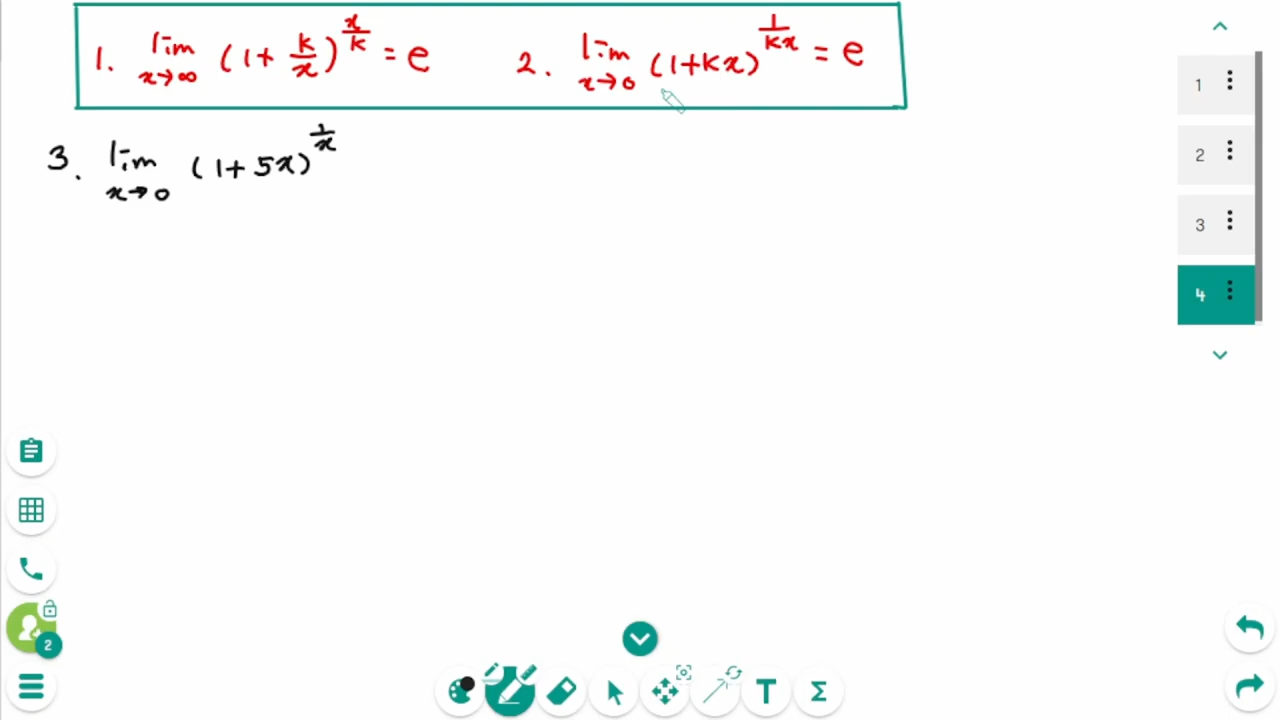 1. lim x→∞ (1 + k/x)^(x/k) = e 2. lim x→0 (1+kx)^(1/kx) = e
3. lim x→0 (1+5x)^(1/x)
1
2
3
4
2
T Σ